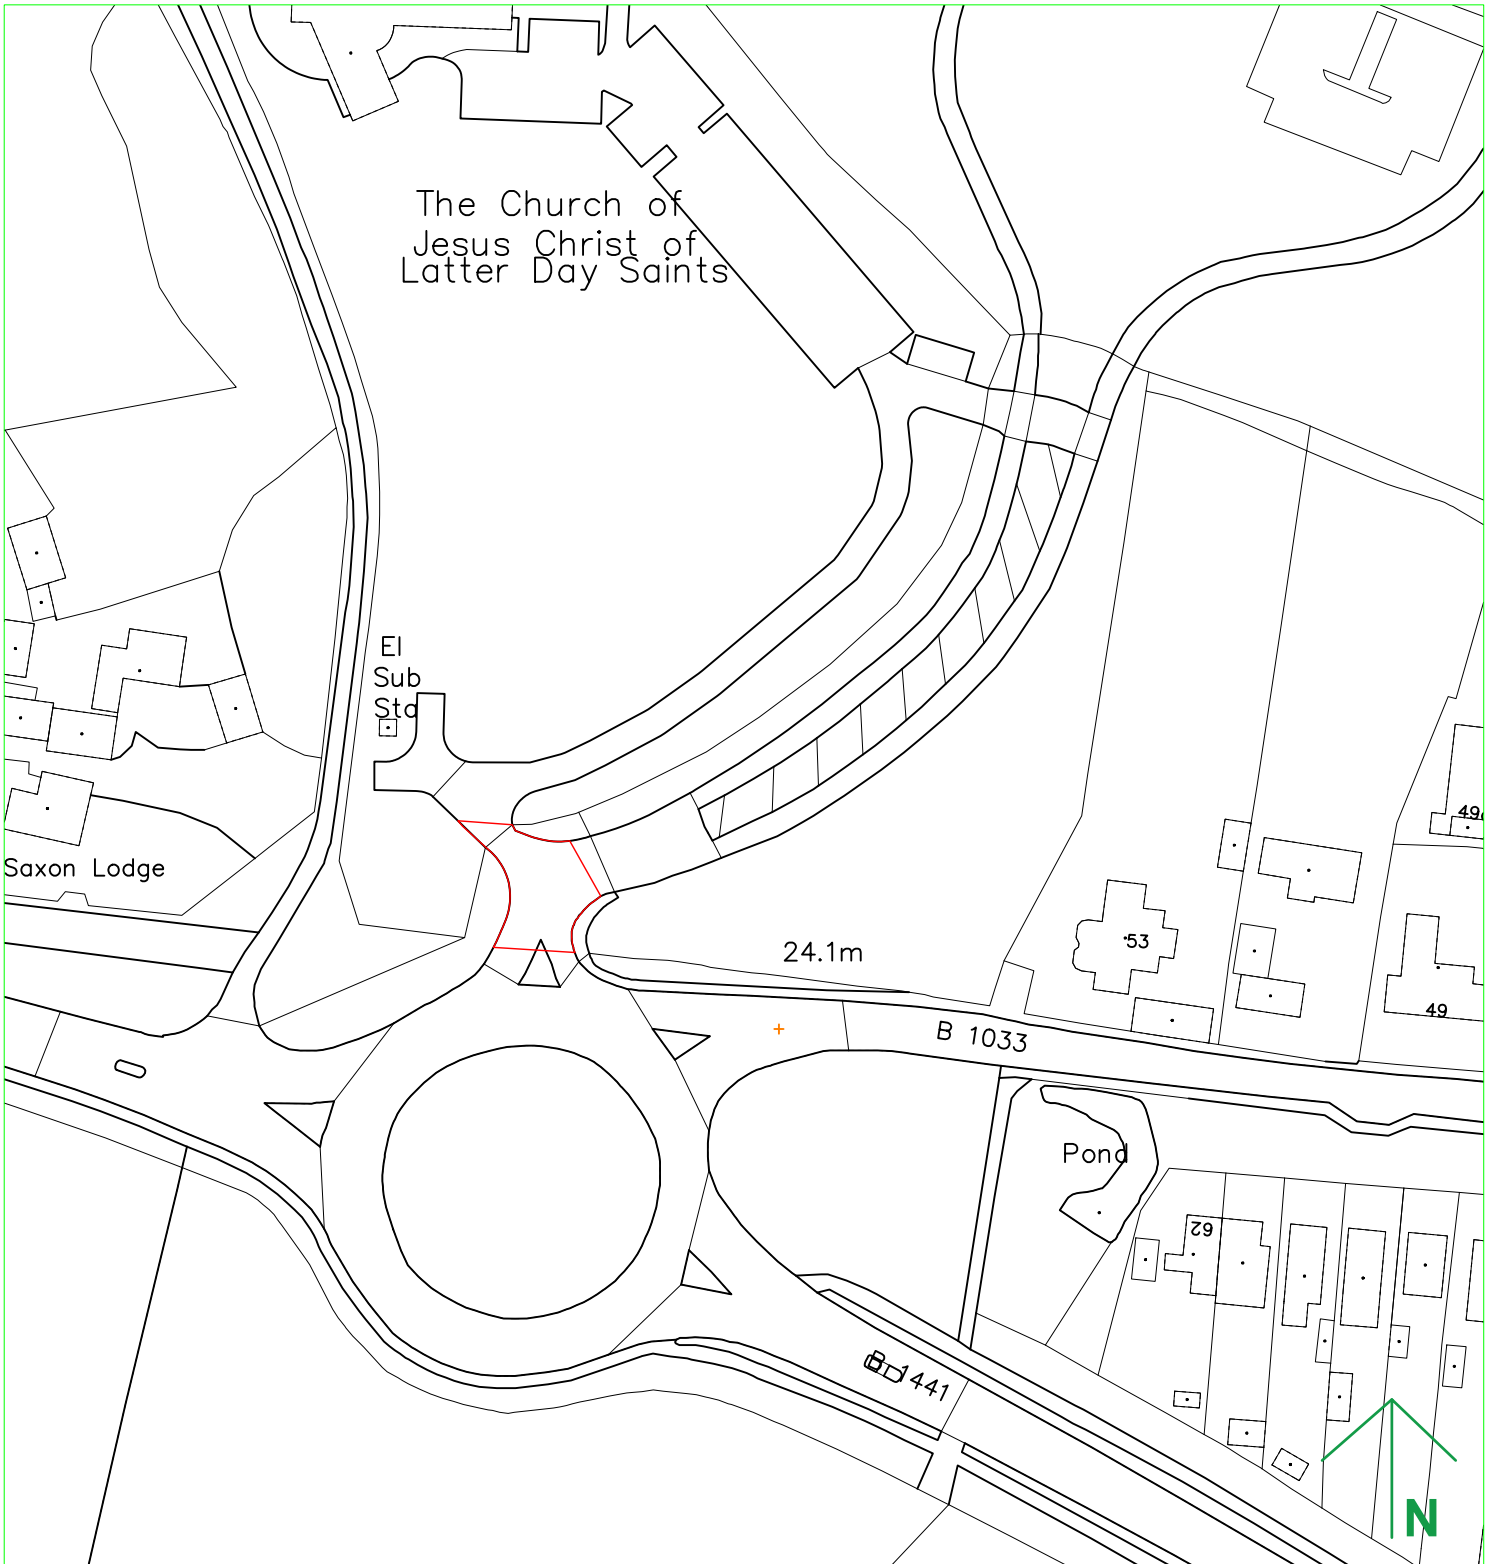 The Church of
Jesus Christ of
Latter Day Saints
El
Sub
Sta
Saxon Lodge
49
53
24.1m
49
B 1033
Pond
62
B 1441
N